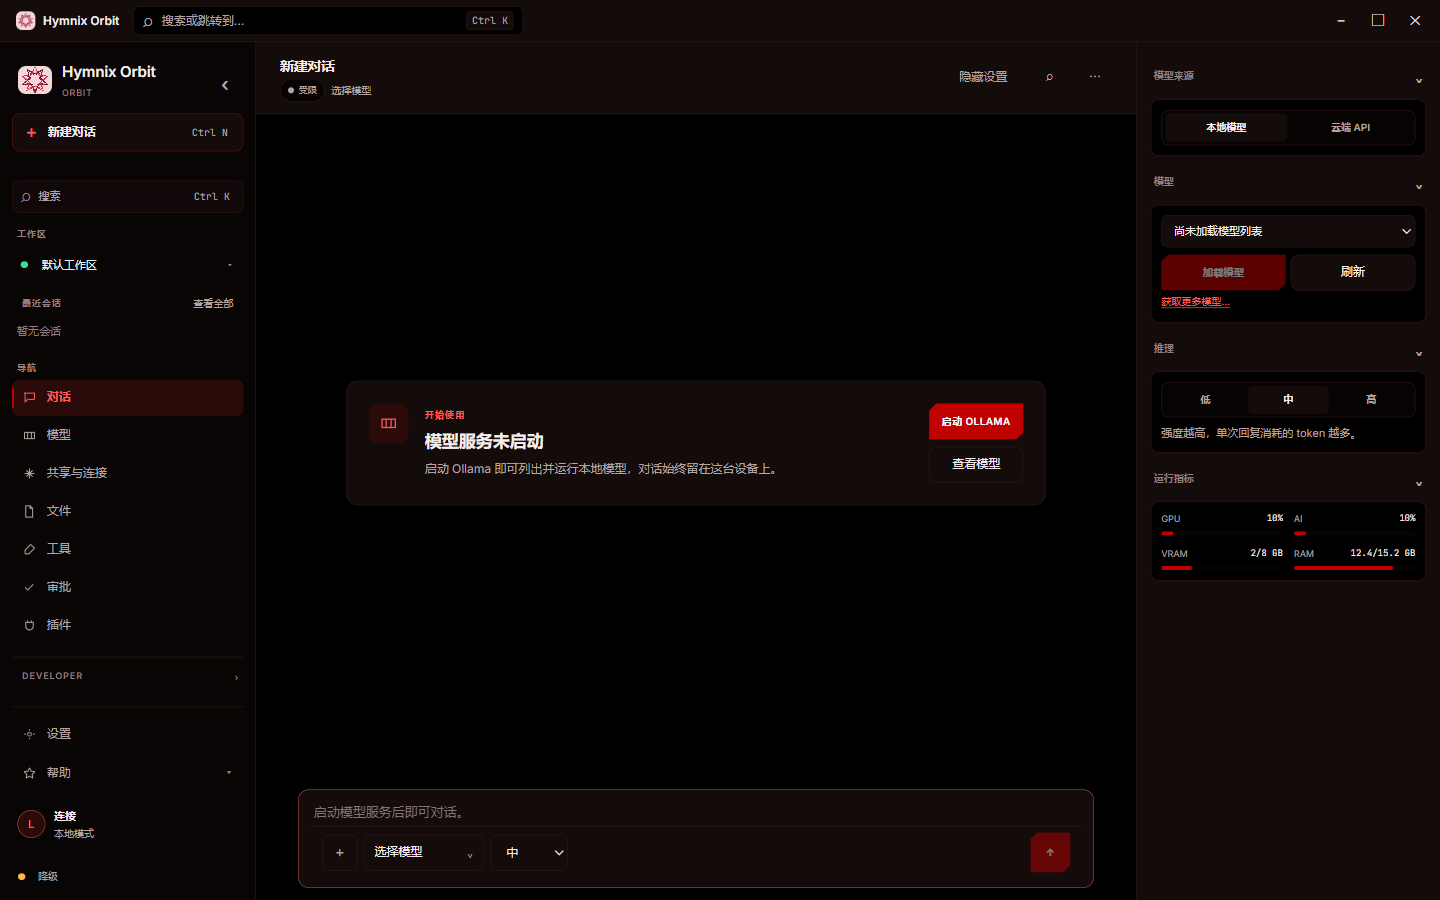 Hymnix Orbit
搜索或跳转到...
Ctrl K
Hymnix Orbit
ORBIT
新建对话
Ctrl N
搜索
Ctrl K
工作区
默认工作区
最近会话
查看全部
暂无会话
导航
对话
模型
共享与连接
文件
工具
审批
插件
DEVELOPER
设置
帮助
L
连接
本地模式
降级
新建对话
受限
选择模型
隐藏设置
开始使用
模型服务未启动
启动 Ollama 即可列出并运行本地模型，对话始终留在这台设备上。
启动 OLLAMA
查看模型
启动模型服务后即可对话。
选择模型
中
模型来源
本地模型
云端 API
模型
尚未加载模型列表
加载模型
刷新
获取更多模型...
推理
低
中
高
强度越高，单次回复消耗的 token 越多。
运行指标
GPU
10%
AI
10%
VRAM
2/8 GB
RAM
12.4/15.2 GB